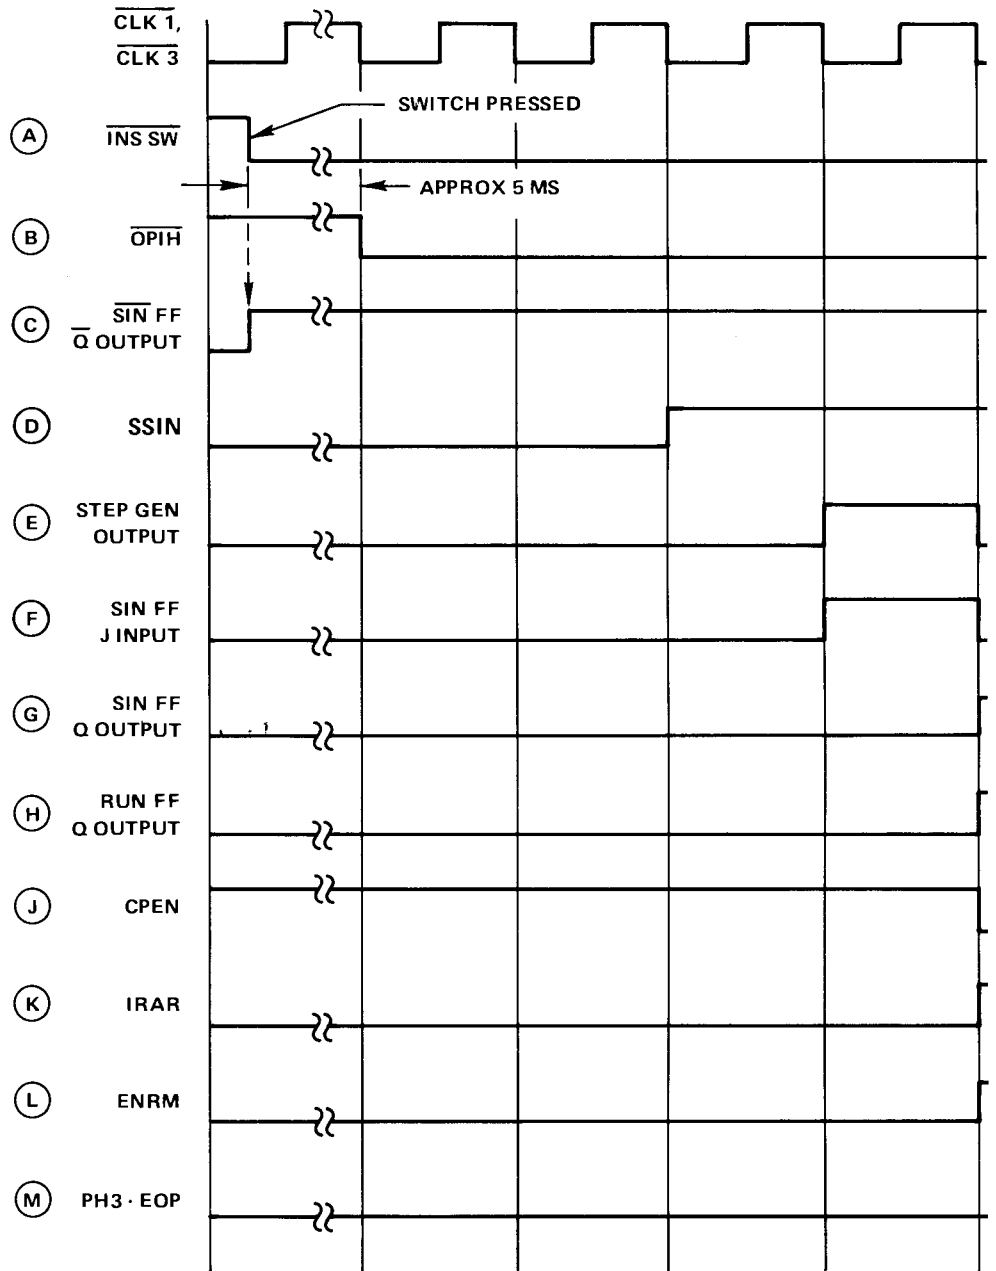 CLK 1,
CLK 3
A INS SW
SWITCH PRESSED
APPROX 5 MS
B OPIH
C SIN FF
Q OUTPUT
D SSIN
E STEP GEN
OUTPUT
F SIN FF
J INPUT
G SIN FF
Q OUTPUT
H RUN FF
Q OUTPUT
J CPEN
K IRAR
L ENRM
M PH3 · EOP